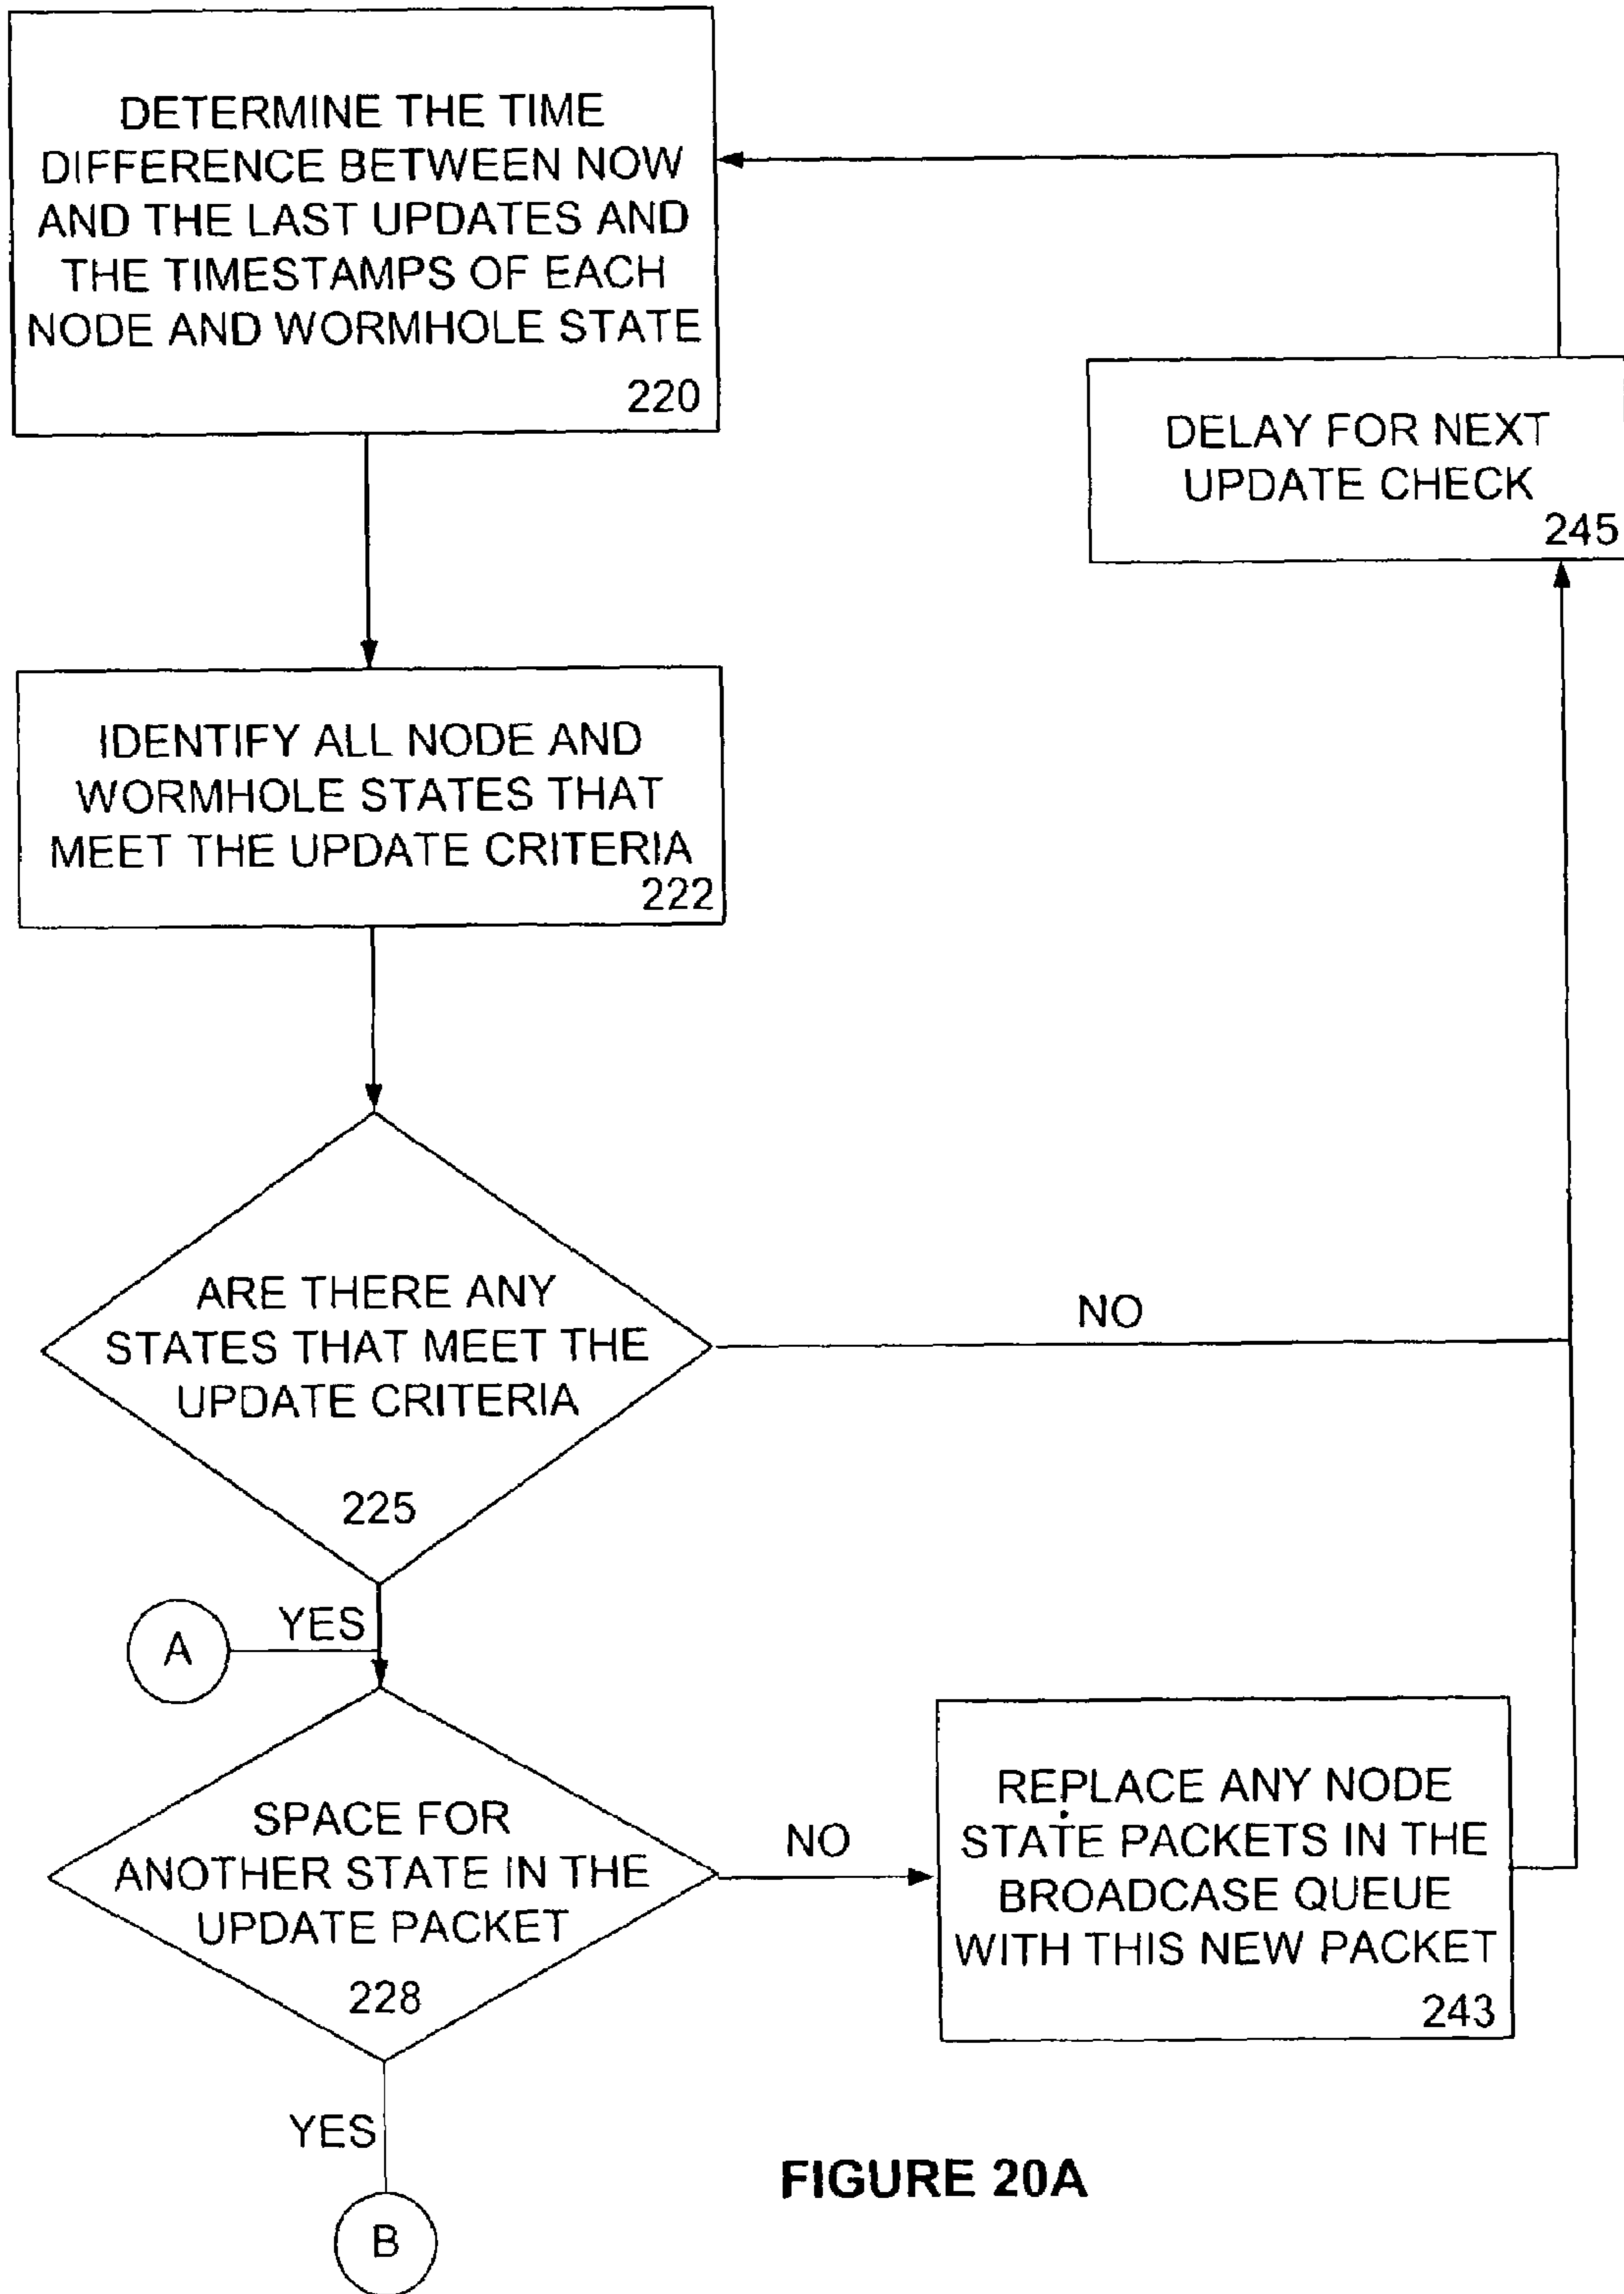 DETERMINE THE TIME
DIFFERENCE BETWEEN NOW
AND THE LAST UPDATES AND
THE TIMESTAMPS OF EACH
NODE AND WORMHOLE STATE
220
DELAY FOR NEXT
UPDATE CHECK
245
IDENTIFY ALL NODE AND
WORMHOLE STATES THAT
MEET THE UPDATE CRITERIA
222
ARE THERE ANY
STATES THAT MEET THE
UPDATE CRITERIA
225
NO
YES
A
SPACE FOR
ANOTHER STATE IN THE
UPDATE PACKET
228
NO
REPLACE ANY NODE
STATE PACKETS IN THE
BROADCASE QUEUE
WITH THIS NEW PACKET
243
YES
B
FIGURE 20A